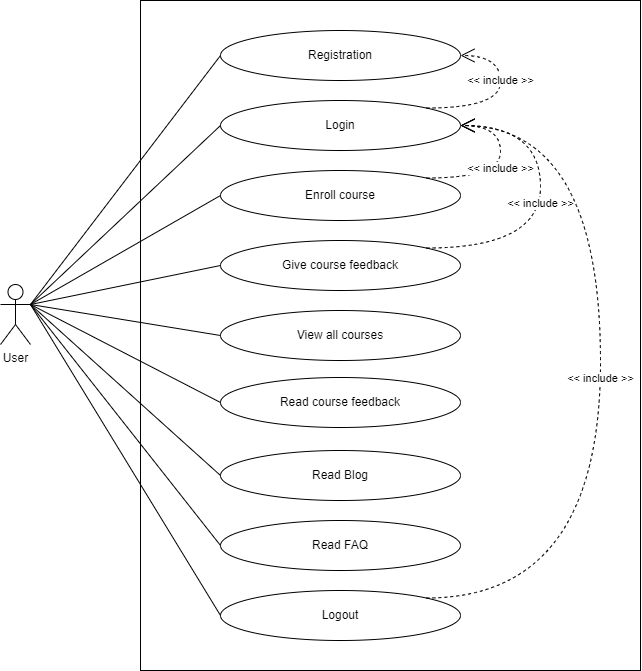 Registration
<< include >>
Login
<< include >>
Enroll course
<< include >>
Give course feedback
User
View all courses
<< include >>
Read course feedback
Read Blog
Read FAQ
Logout